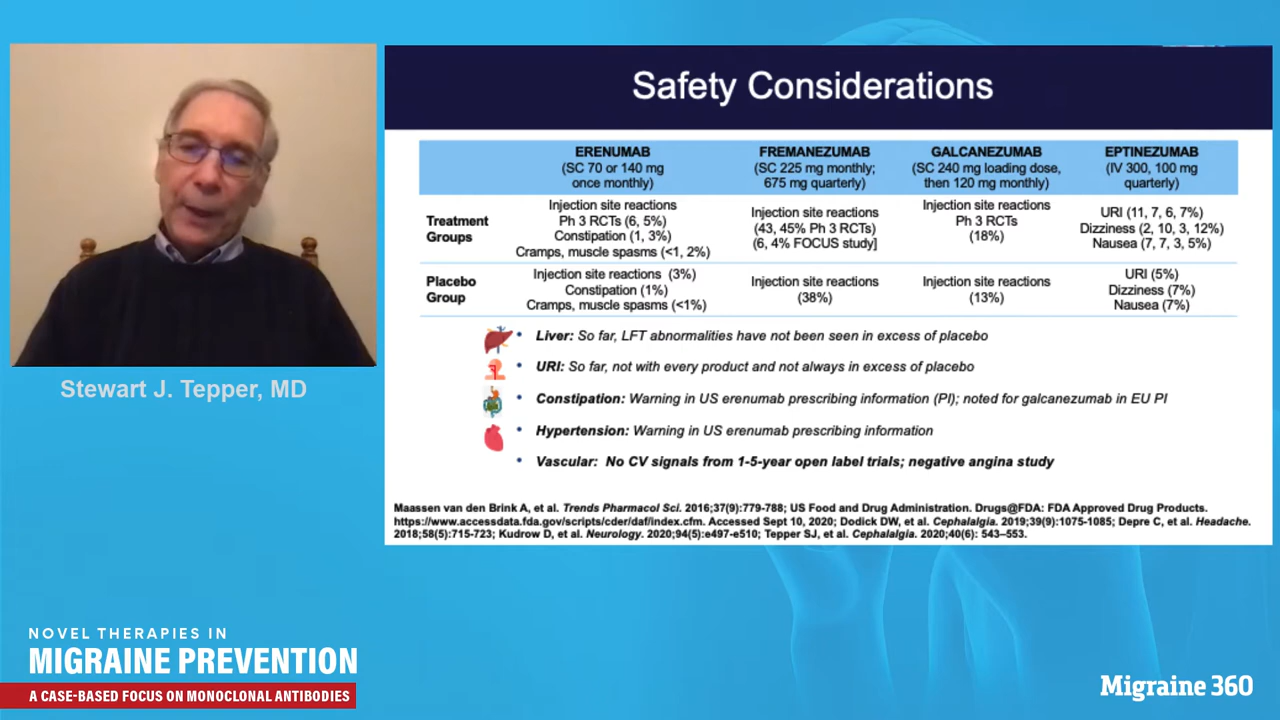 Safety Considerations
ERENUMAB
(SC 70 or 140 mg
once monthly)
FREMANEZUMAB
(SC 225 mg monthly;
675 mg quarterly)
GALCANEZUMAB
(SC 240 mg loading dose,
then 120 mg monthly)
EPTINEZUMAB
(IV 300, 100 mg
quarterly)
Treatment
Groups
Injection site reactions
Ph 3 RCTs (6, 5%)
Constipation (1, 3%)
Cramps, muscle spasms (<1, 2%)
Injection site reactions
(43, 45% Ph 3 RCTs)
(6, 4% FOCUS study]
Injection site reactions
Ph 3 RCTs
(18%)
URI (11, 7, 6, 7%)
Dizziness (2, 10, 3, 12%)
Nausea (7, 7, 3, 5%)
Placebo
Group
Injection site reactions (3%)
Constipation (1%)
Cramps, muscle spasms (<1%)
Injection site reactions
(38%)
Injection site reactions
(13%)
URI (5%)
Dizziness (7%)
Nausea (7%)
• Liver: So far, LFT abnormalities have not been seen in excess of placebo
• URI: So far, not with every product and not always in excess of placebo
• Constipation: Warning in US erenumab prescribing information (PI); noted for galcanezumab in EU PI
• Hypertension: Warning in US erenumab prescribing information
• Vascular: No CV signals from 1-5-year open label trials; negative angina study
Maassen van den Brink A, et al. Trends Pharmacol Sci. 2016;37(9):779-788; US Food and Drug Administration. Drugs@FDA: FDA Approved Drug Products.
https://www.accessdata.fda.gov/scripts/cder/daf/index.cfm. Accessed Sept 10, 2020; Dodick DW, et al. Cephalalgia. 2019;39(9):1075-1085; Depre C, et al. Headache.
2018;58(5):715-723; Kudrow D, et al. Neurology. 2020;94(5):e497-e510; Tepper SJ, et al. Cephalalgia. 2020;40(6): 543–553.
Stewart J. Tepper, MD
NOVEL THERAPIES IN
MIGRAINE PREVENTION
A CASE-BASED FOCUS ON MONOCLONAL ANTIBODIES
Migraine 360